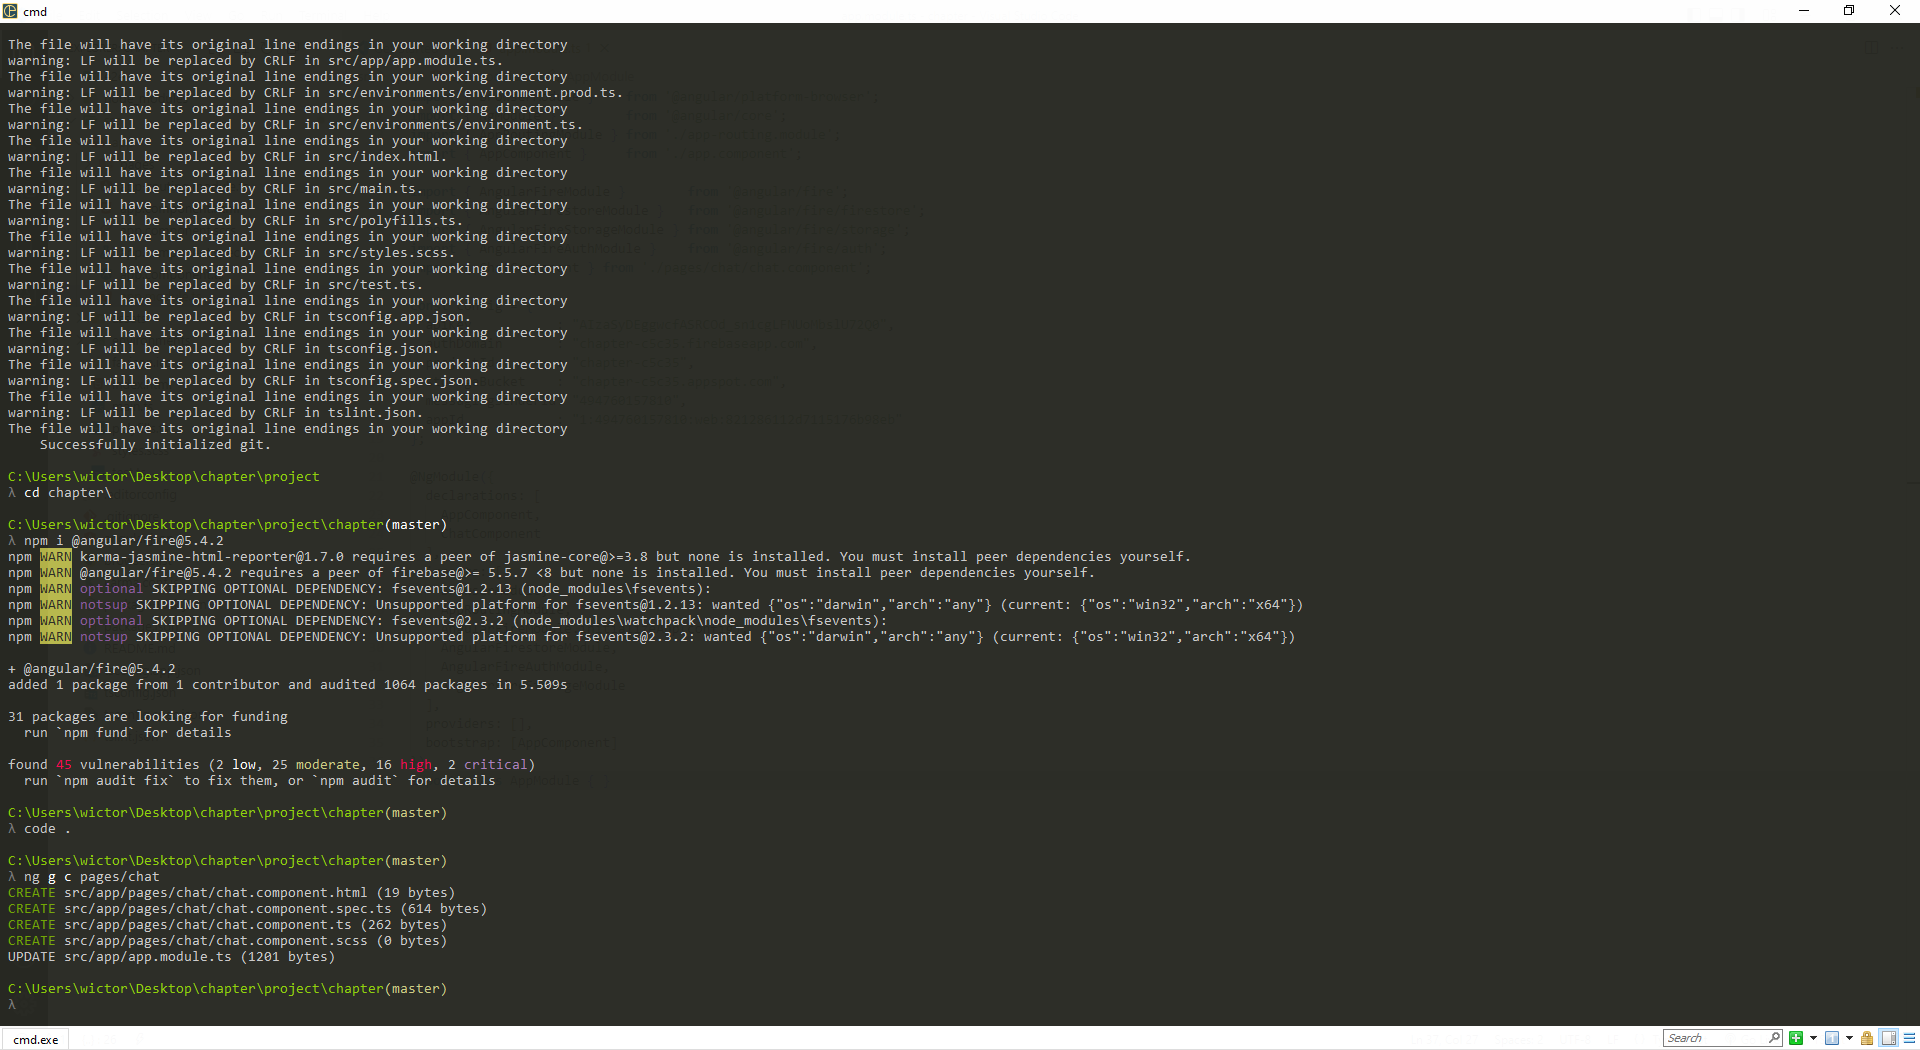 cmd
The file will have its original line endings in your working directory
warning: LF will be replaced by CRLF in src/app/app.module.ts.
The file will have its original line endings in your working directory
warning: LF will be replaced by CRLF in src/environments/environment.prod.ts.
The file will have its original line endings in your working directory
warning: LF will be replaced by CRLF in src/environments/environment.ts.
The file will have its original line endings in your working directory
warning: LF will be replaced by CRLF in src/index.html.
The file will have its original line endings in your working directory
warning: LF will be replaced by CRLF in src/main.ts.
The file will have its original line endings in your working directory
warning: LF will be replaced by CRLF in src/polyfills.ts.
The file will have its original line endings in your working directory
warning: LF will be replaced by CRLF in src/styles.scss.
The file will have its original line endings in your working directory
warning: LF will be replaced by CRLF in src/test.ts.
The file will have its original line endings in your working directory
warning: LF will be replaced by CRLF in tsconfig.app.json.
The file will have its original line endings in your working directory
warning: LF will be replaced by CRLF in tsconfig.json.
The file will have its original line endings in your working directory
warning: LF will be replaced by CRLF in tsconfig.spec.json.
The file will have its original line endings in your working directory
warning: LF will be replaced by CRLF in tslint.json.
The file will have its original line endings in your working directory
Successfully initialized git.
C:\Users\wictor\Desktop\chapter\project
λ cd chapter\
C:\Users\wictor\Desktop\chapter\project\chapter(master)
λ npm i @angular/fire@5.4.2
npm WARN karma-jasmine-html-reporter@1.7.0 requires a peer of jasmine-core@>=3.8 but none is installed. You must install peer dependencies yourself.
npm WARN @angular/fire@5.4.2 requires a peer of firebase@>= 5.5.7 <8 but none is installed. You must install peer dependencies yourself.
npm WARN optional SKIPPING OPTIONAL DEPENDENCY: fsevents@1.2.13 (node_modules\fsevents):
npm WARN notsup SKIPPING OPTIONAL DEPENDENCY: Unsupported platform for fsevents@1.2.13: wanted {"os":"darwin","arch":"any"} (current: {"os":"win32","arch":"x64"})
npm WARN optional SKIPPING OPTIONAL DEPENDENCY: fsevents@2.3.2 (node_modules\watchpack\node_modules\fsevents):
npm WARN notsup SKIPPING OPTIONAL DEPENDENCY: Unsupported platform for fsevents@2.3.2: wanted {"os":"darwin","arch":"any"} (current: {"os":"win32","arch":"x64"})
+ @angular/fire@5.4.2
added 1 package from 1 contributor and audited 1064 packages in 5.509s
31 packages are looking for funding
run `npm fund` for details
found 45 vulnerabilities (2 low, 25 moderate, 16 high, 2 critical)
run `npm audit fix` to fix them, or `npm audit` for details
C:\Users\wictor\Desktop\chapter\project\chapter(master)
λ code .
C:\Users\wictor\Desktop\chapter\project\chapter(master)
λ ng g c pages/chat
CREATE src/app/pages/chat/chat.component.html (19 bytes)
CREATE src/app/pages/chat/chat.component.spec.ts (614 bytes)
CREATE src/app/pages/chat/chat.component.ts (262 bytes)
CREATE src/app/pages/chat/chat.component.scss (0 bytes)
UPDATE src/app/app.module.ts (1201 bytes)
C:\Users\wictor\Desktop\chapter\project\chapter(master)
λ
cmd.exe
Search